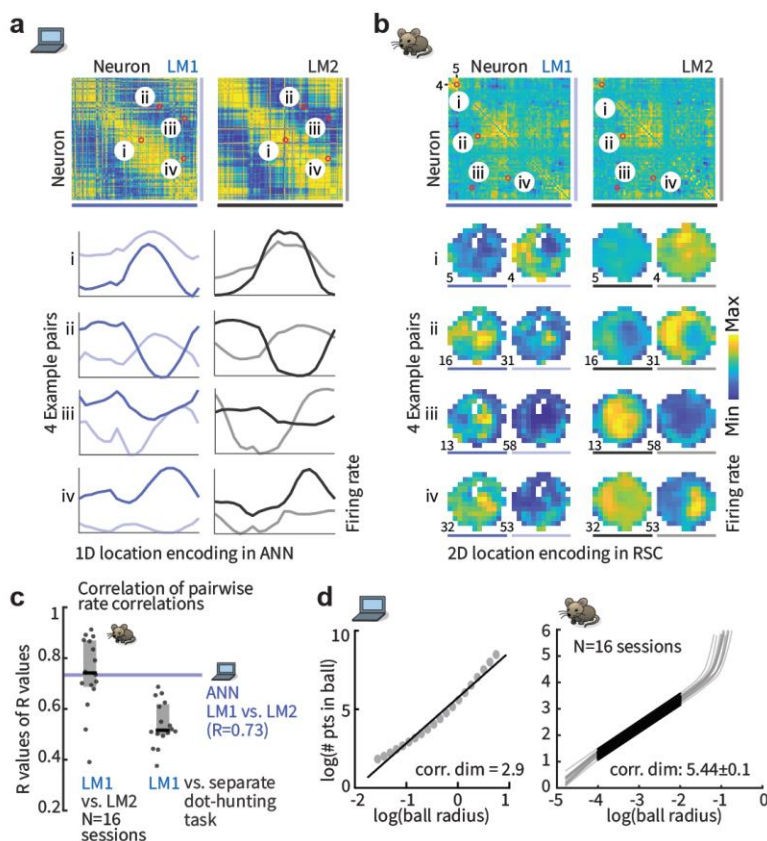 a
Neuron LM1
LM2
Neuron
ii
iii
i
iv
ii
iii
i
iv
4 Example pairs
i
ii
iii
iv
Firing rate
1D location encoding in ANN
b
Neuron LM1
LM2
5
4
Neuron
i
ii
iii
iv
i
ii
iii
iv
4 Example pairs
i
5 4 5 4
ii
16 31 16 31
iii
13 58 13 58
iv
32 53 32 53
Max
Min
Firing rate
2D location encoding in RSC
c
Correlation of pairwise
rate correlations
R values of R values
1
0.8
0.6
0.4
0.2
ANN
LM1 vs. LM2
(R=0.73)
LM1
vs. LM2
N=16
sessions
LM1 vs. separate
dot-hunting
task
d
log(# pts in ball)
10
5
0
-2 -1 0 1
log(ball radius)
corr. dim = 2.9
N=16 sessions
6
5
4
3
2
1
0
-5 -4 -3 -2 -1 0
log(ball radius)
corr. dim: 5.44±0.1